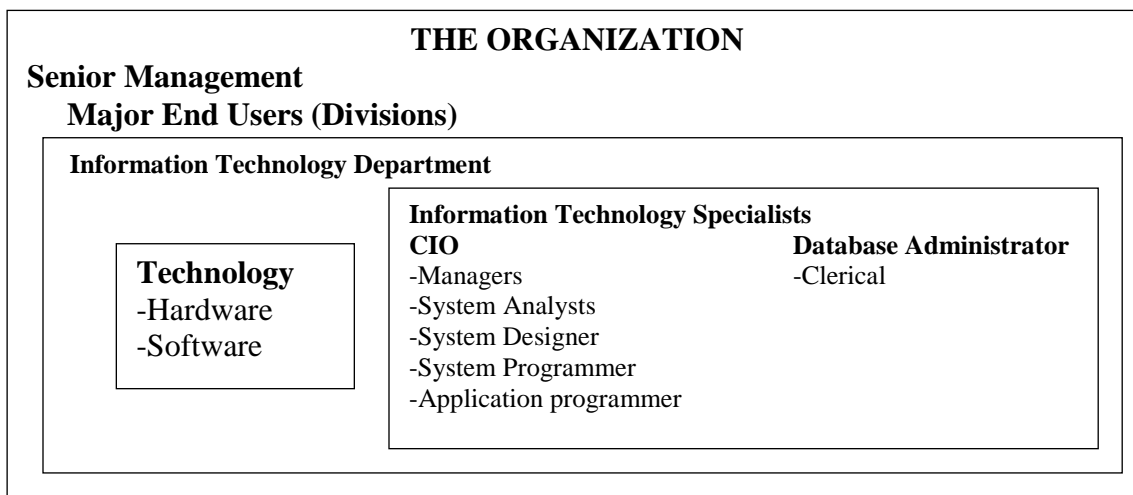 THE ORGANIZATION
Senior Management
Major End Users (Divisions)
Information Technology Department
Technology
-Hardware
-Software
Information Technology Specialists
CIO Database Administrator
-Managers -Clerical
-System Analysts
-System Designer
-System Programmer
-Application programmer